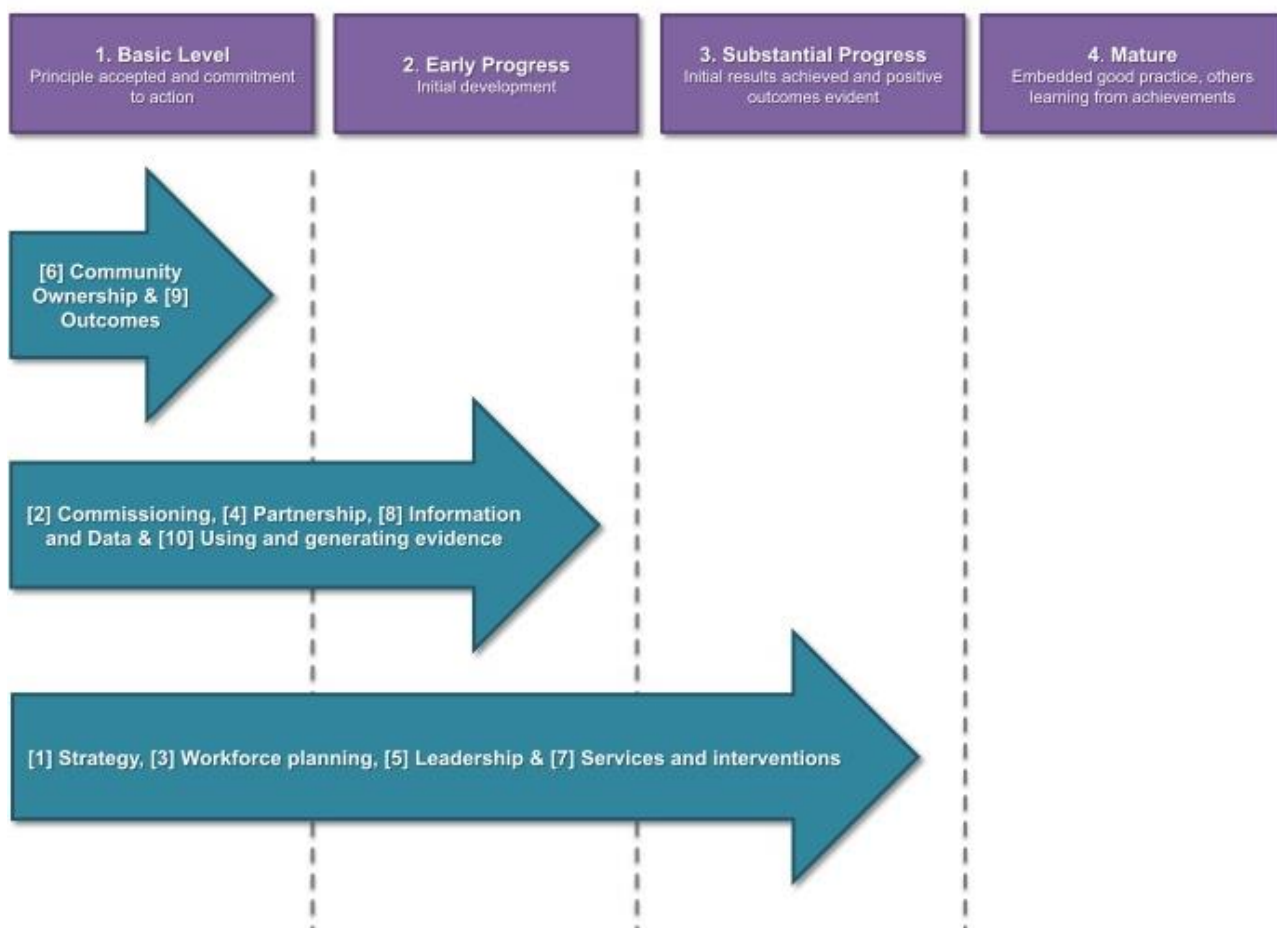 1. Basic Level
Principle accepted and commitment
to action
2. Early Progress
Initial development
3. Substantial Progress
Initial results achieved and positive
outcomes evident
4. Mature
Embedded good practice, others
learning from achievements
[6] Community
Ownership & [9]
Outcomes
[2] Commissioning, [4] Partnership, [8] Information
and Data & [10] Using and generating evidence
[1] Strategy, [3] Workforce planning, [5] Leadership & [7] Services and interventions